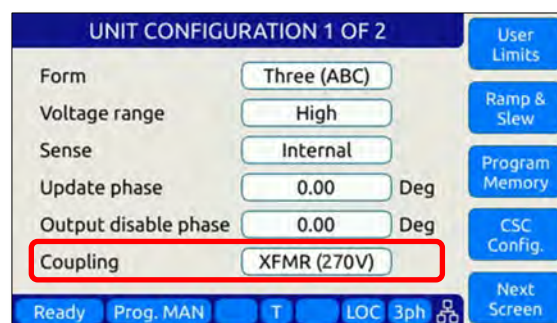 UNIT CONFIGURATION 1 OF 2
Form Three (ABC)
Voltage range High
Sense Internal
Update phase 0.00 Deg
Output disable phase 0.00 Deg
Coupling XFMR (270V)
Ready Prog. MAN T LOC 3ph
User
Limits
Ramp &
Slew
Program
Memory
CSC
Config.
Next
Screen